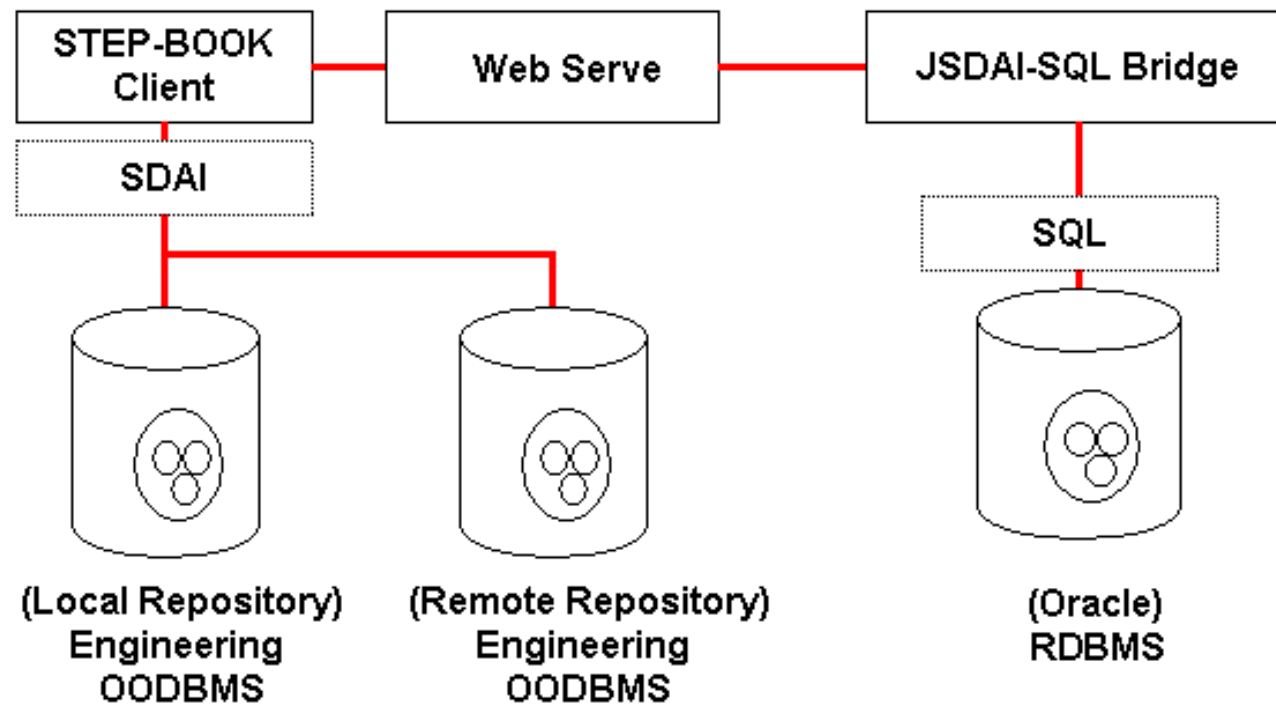 STEP-BOOK
Client
Web Serve
JSDAI-SQL Bridge
SDAI
SQL
(Local Repository)
Engineering
OODBMS
(Remote Repository)
Engineering
OODBMS
(Oracle)
RDBMS